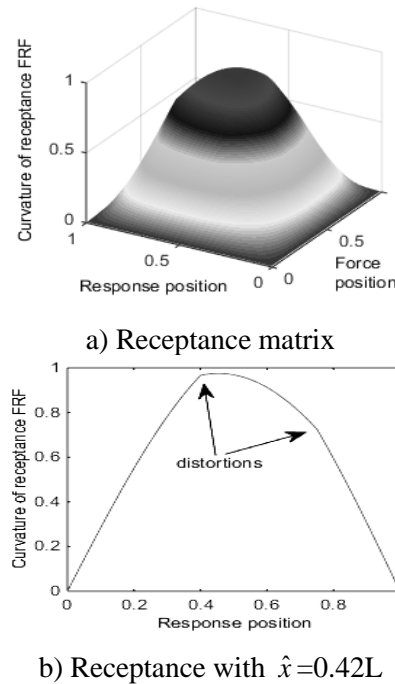 Curvature of receptance FRF
1
0.5
0
1
0.5
0
Response position
0
0.5
Force
position
a) Receptance matrix
Curvature of receptance FRF
1
0.8
0.6
0.4
0.2
0
distortions
0
0.2
0.4
0.6
0.8
Response position
b) Receptance with x̂=0.42L